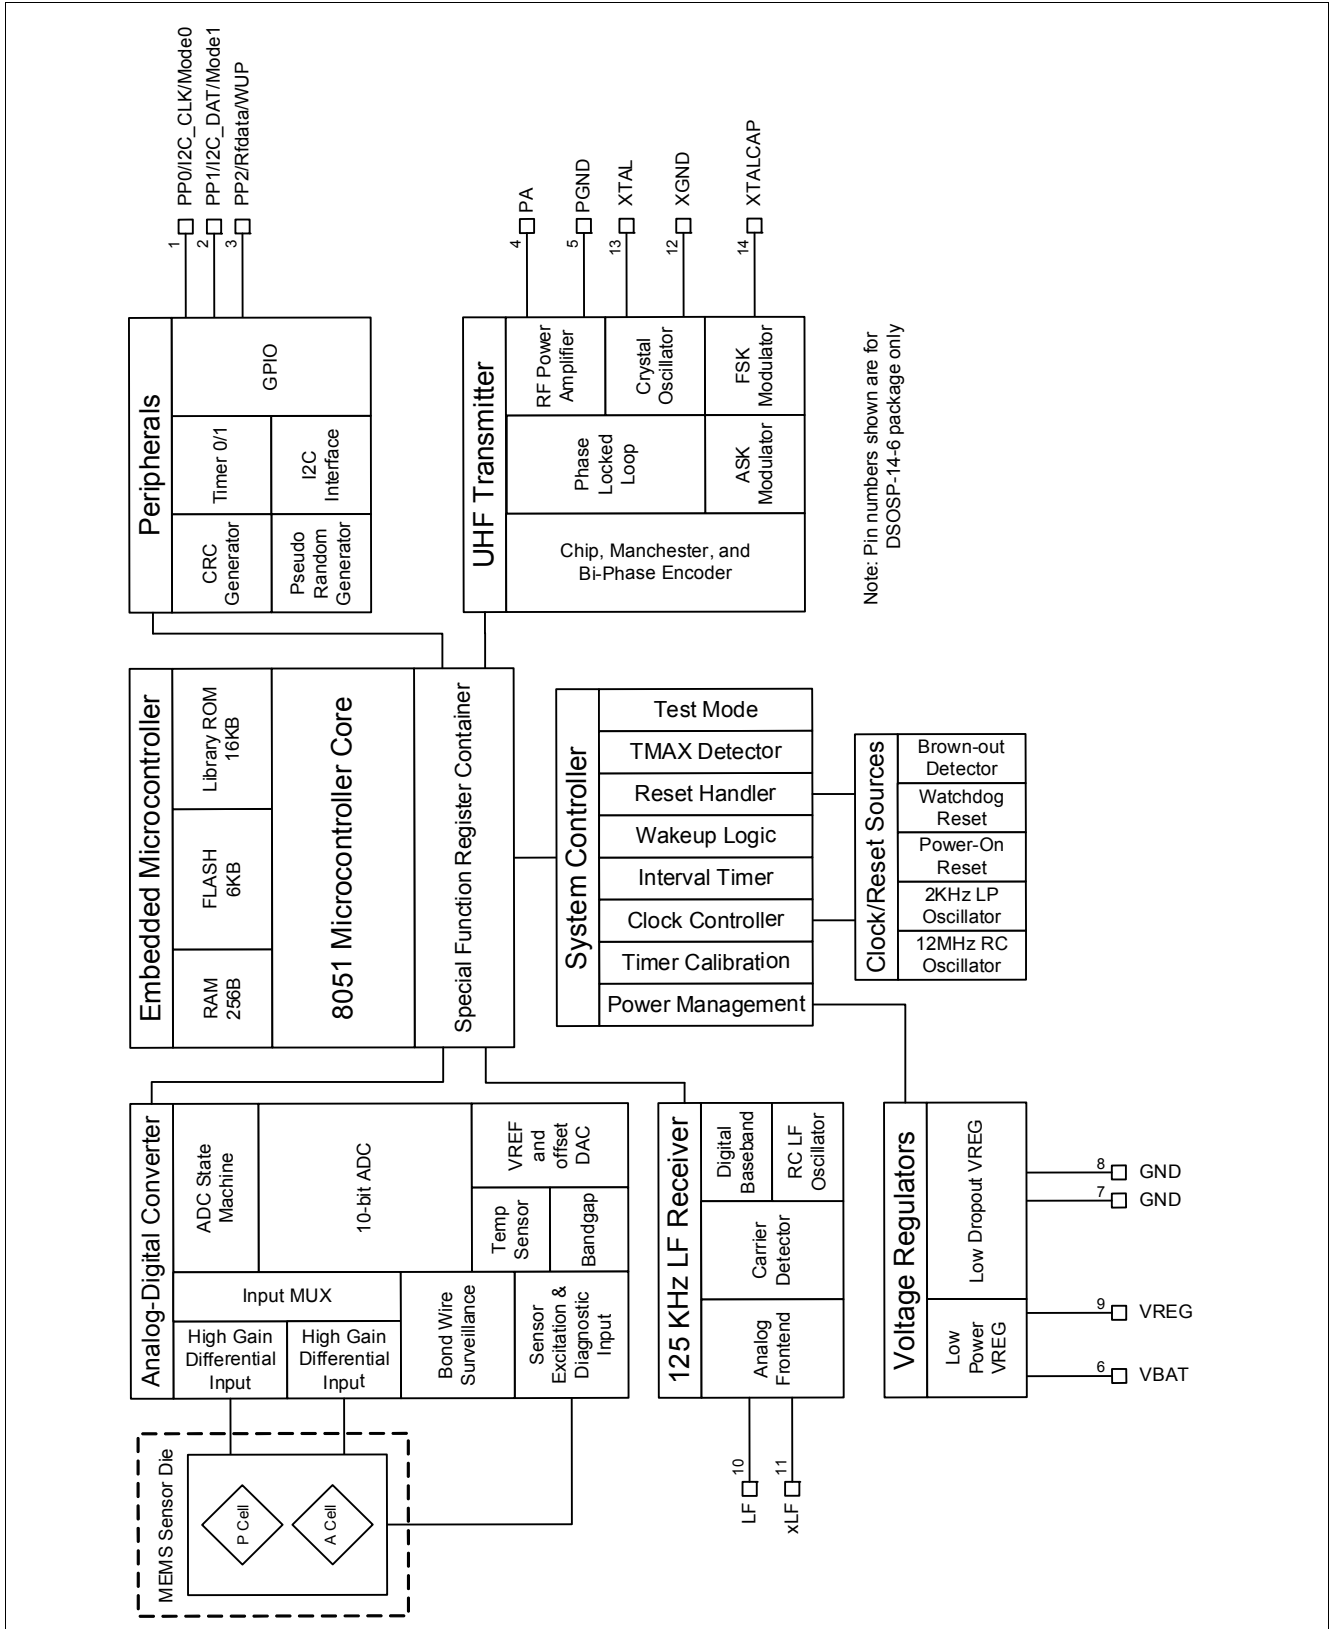 PP0/I2C_CLK/Mode0
PP1/I2C_DAT/Mode1
PP2/Rfdata/WUP
1
2
3
Peripherals
CRC
Generator
Timer 0/1
Pseudo
Random
Generator
I2C
Interface
GPIO
PA
PGND
XTAL
XGND
XTALCAP
4
5
13
12
14
UHF Transmitter
RF Power
Amplifier
Crystal
Oscillator
FSK
Modulator
Phase
Locked
Loop
ASK
Modulator
Chip, Manchester, and
Bi-Phase Encoder
Note: Pin numbers shown are for
DSOSP-14-6 package only
Embedded Microcontroller
RAM
256B
FLASH
6KB
Library ROM
16KB
8051 Microcontroller Core
Special Function Register Container
System Controller
Test Mode
TMAX Detector
Reset Handler
Wakeup Logic
Interval Timer
Clock Controller
Timer Calibration
Power Management
Clock/Reset Sources
Brown-out
Detector
Watchdog
Reset
Power-On
Reset
2KHz LP
Oscillator
12MHz RC
Oscillator
Analog-Digital Converter
ADC State
Machine
10-bit ADC
VREF
and
offset
DAC
Temp
Sensor
Bandgap
Input MUX
High Gain
Differential
Input
High Gain
Differential
Input
Bond Wire
Surveillance
Sensor
Excitation &
Diagnostic
Input
125 KHz LF Receiver
Digital
Baseband
RC LF
Oscillator
Carrier
Detector
Analog
Frontend
Voltage Regulators
Low Dropout VREG
Low
Power
VREG
8
GND
7
GND
9
VREG
6
VBAT
MEMS Sensor Die
P Cell
A Cell
10
LF
11
xLF